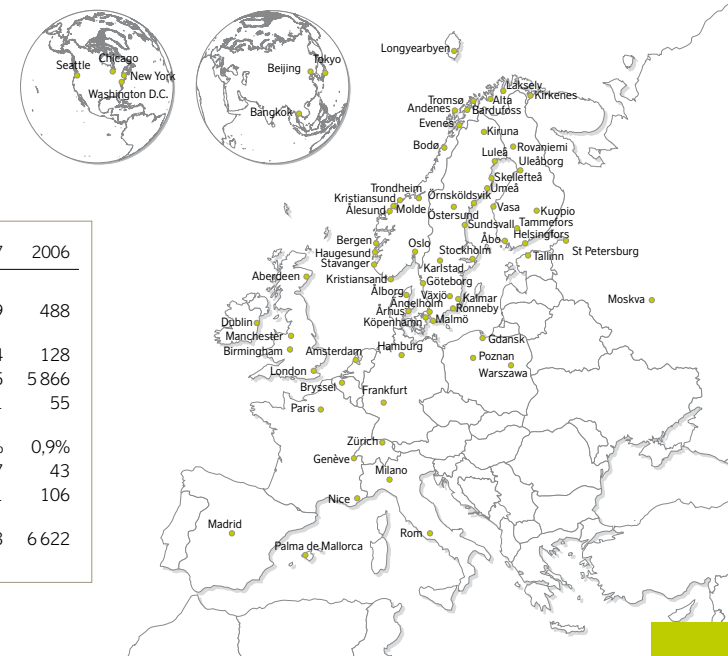 Seattle
Chicago
New York
Washington D.C.
Beijing
Tokyo
Bangkok
Longyearbyen
Laksely
Tromsø
Alta
Kirkenes
Andenes
Bardufoss
Evenes
Kiruna
Bodø
Rovaniemi
Luleå
Uleåborg
Skellefteå
Umeå
Trondheim
Örnsköldsvik
Kristiansund
Ålesund
Molde
Östersund
Vasa
Kuopio
Sundsvall
Tammefors
Helsingfors
Åbo
Bergen
Oslo
Stockholm
St Petersburg
Haugesund
Stavanger
Karlstad
Tallinn
Aberdeen
Kristiansand
Göteborg
Ålborg
Växjö
Kalmar
Moskva
Ängelholm
Ronneby
Århus
Köpenhamn
Malmö
Dublin
Manchester
Birmingham
Amsterdam
Hamburg
Gdansk
Poznan
Warszawa
London
Bryssel
Frankfurt
Paris
Zürich
Genève
Milano
Nice
Madrid
Rom
Palma de Mallorca
2006
488
128
5 866
55
0,9%
43
106
6 622